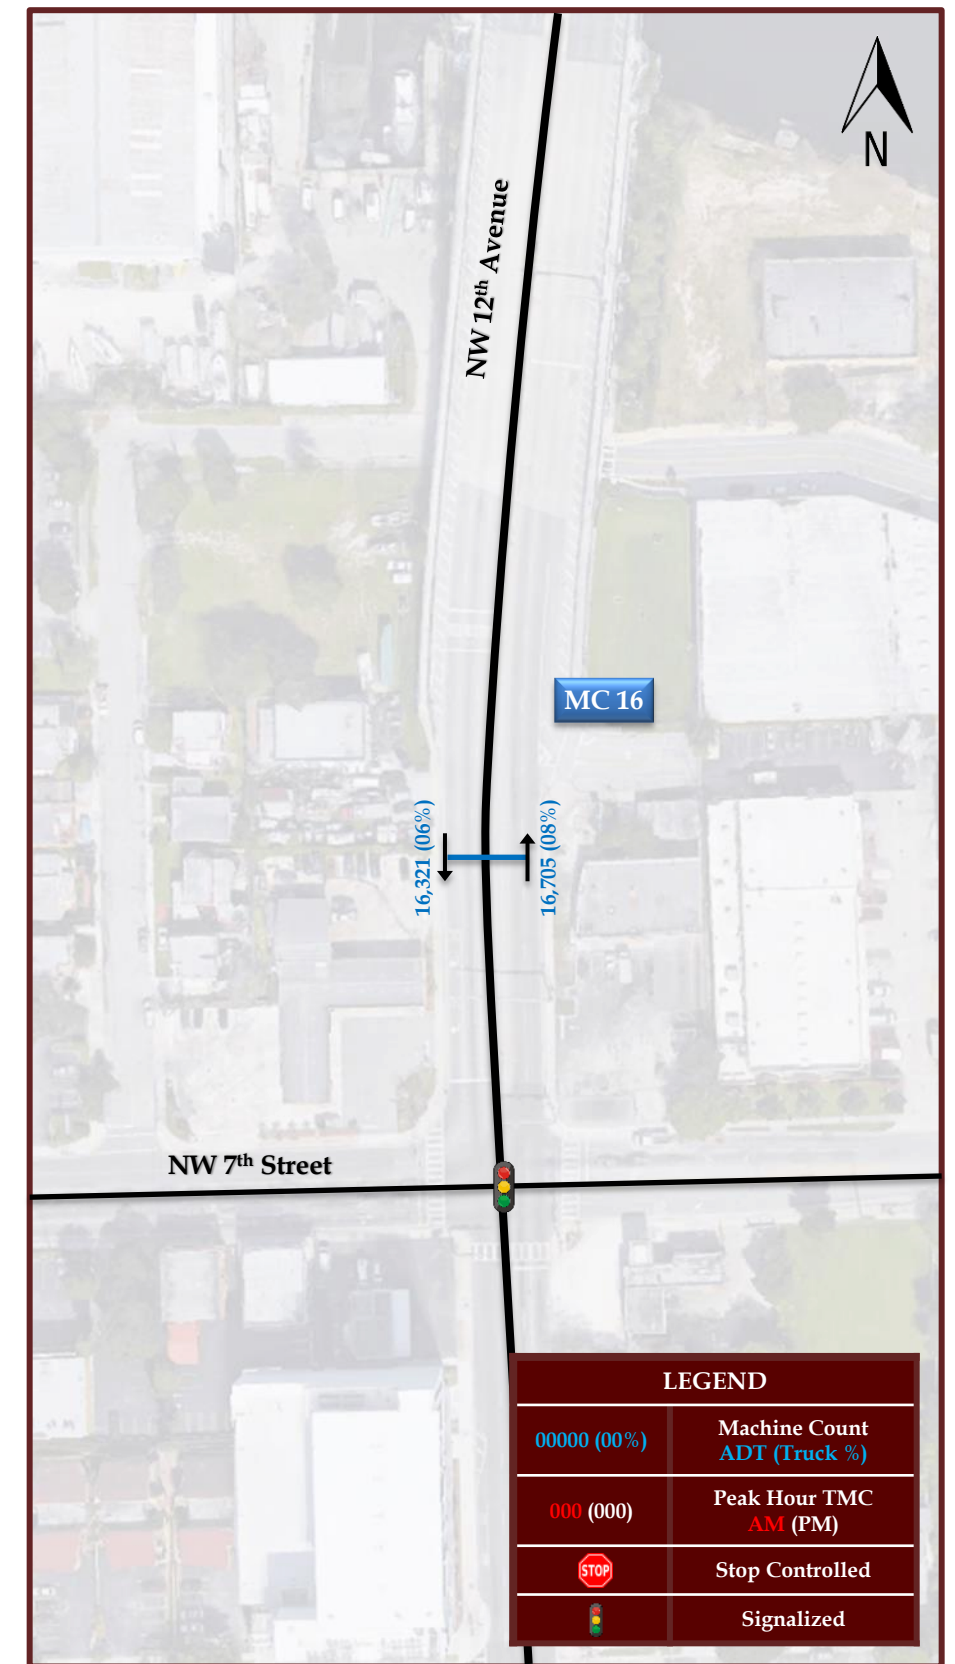 N
NW 12th Avenue
MC 16
16,321 (06%)
16,705 (08%)
NW 7th Street
LEGEND
00000 (00%)
Machine Count
ADT (Truck %)
000 (000)
Peak Hour TMC
AM (PM)
STOP
Stop Controlled
Signalized